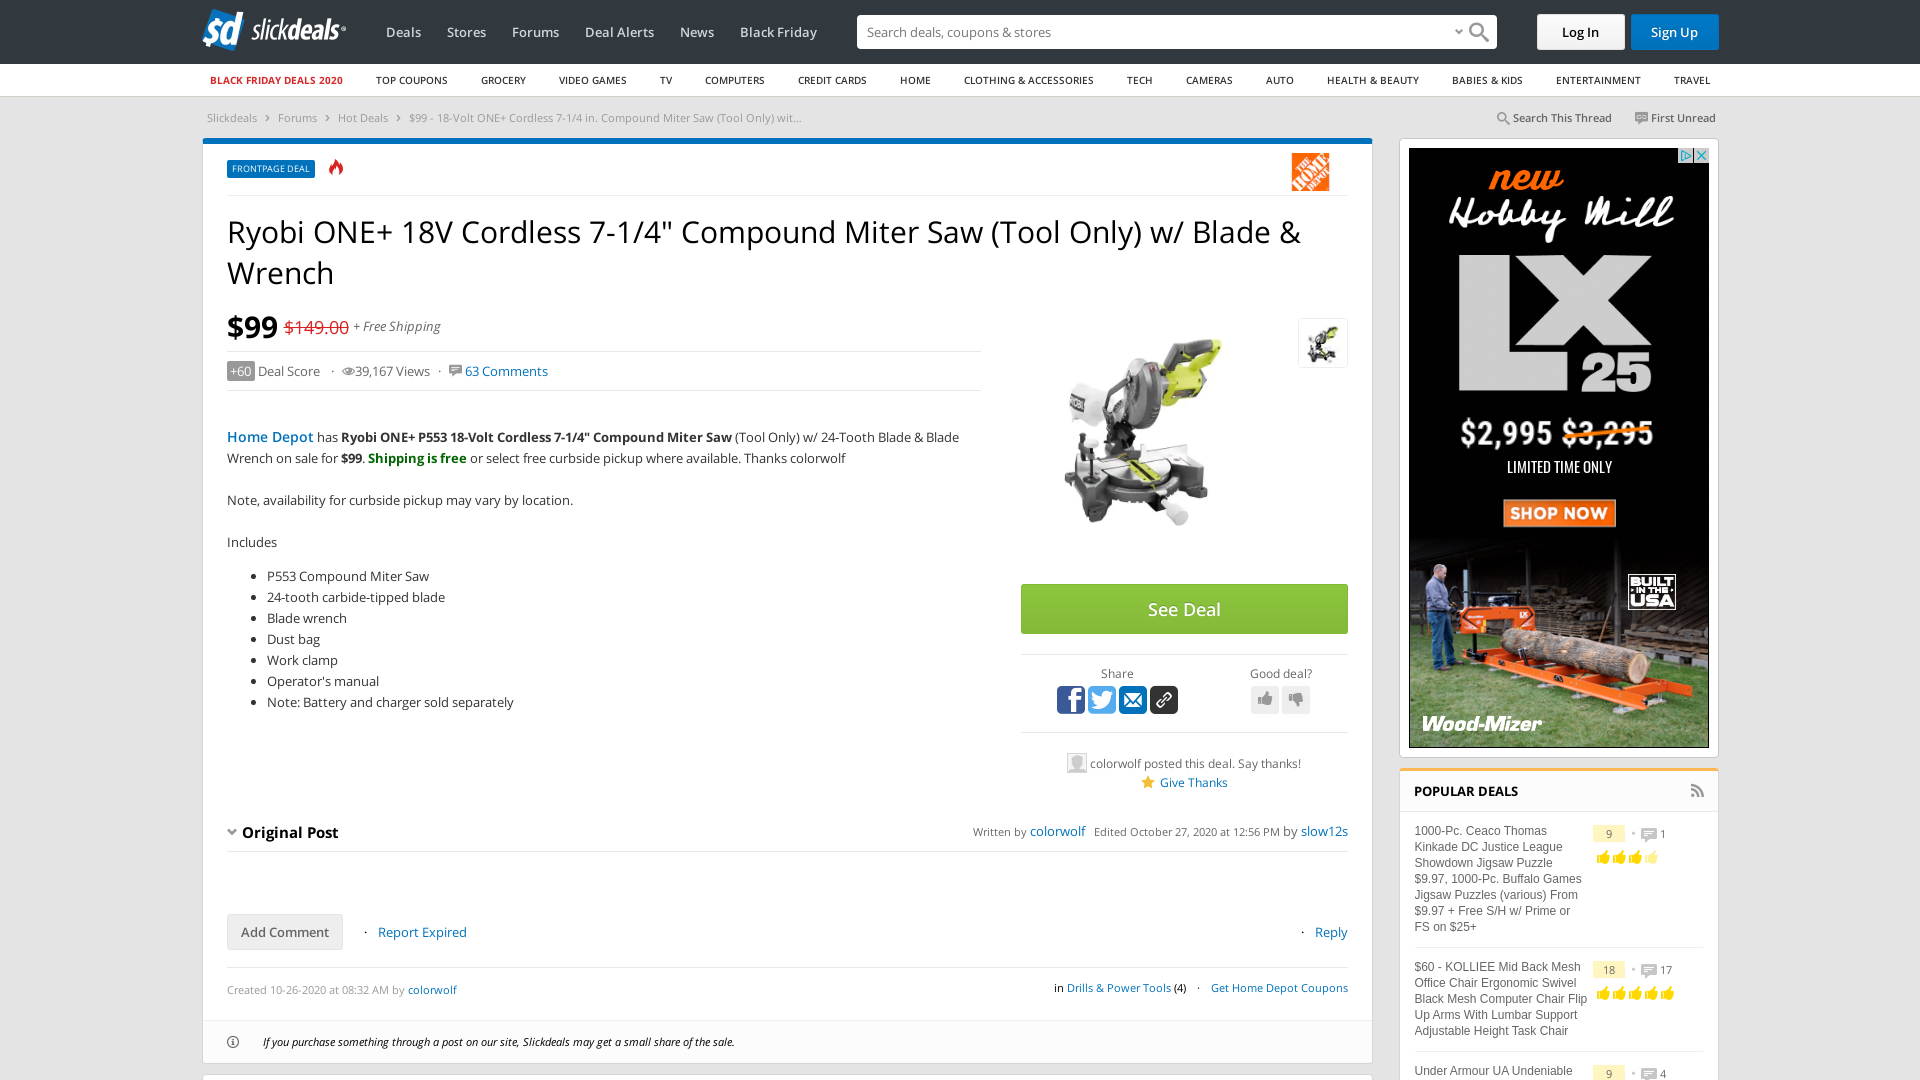 sd slickdeals
Deals
Stores
Forums
Deal Alerts
News
Black Friday
Search deals, coupons & stores
Log In
Sign Up
BLACK FRIDAY DEALS 2020
TOP COUPONS
GROCERY
VIDEO GAMES
TV
COMPUTERS
CREDIT CARDS
HOME
CLOTHING & ACCESSORIES
TECH
CAMERAS
AUTO
HEALTH & BEAUTY
BABIES & KIDS
ENTERTAINMENT
TRAVEL
Slickdeals › Forums › Hot Deals › $99 - 18-Volt ONE+ Cordless 7-1/4 in. Compound Miter Saw (Tool Only) wit...
Search This Thread
First Unread
FRONTPAGE DEAL
THE HOME DEPOT
Ryobi ONE+ 18V Cordless 7-1/4" Compound Miter Saw (Tool Only) w/ Blade &
Wrench
$99 $149.00 + Free Shipping
+60 Deal Score · 39,167 Views · 63 Comments
Home Depot has Ryobi ONE+ P553 18-Volt Cordless 7-1/4" Compound Miter Saw (Tool Only) w/ 24-Tooth Blade & Blade
Wrench on sale for $99. Shipping is free or select free curbside pickup where available. Thanks colorwolf
Note, availability for curbside pickup may vary by location.
Includes
• P553 Compound Miter Saw
• 24-tooth carbide-tipped blade
• Blade wrench
• Dust bag
• Work clamp
• Operator's manual
• Note: Battery and charger sold separately
See Deal
Share
Good deal?
colorwolf posted this deal. Say thanks!
Give Thanks
Original Post
Written by colorwolf Edited October 27, 2020 at 12:56 PM by slow12s
Add Comment
· Report Expired
· Reply
Created 10-26-2020 at 08:32 AM by colorwolf
in Drills & Power Tools (4) · Get Home Depot Coupons
If you purchase something through a post on our site, Slickdeals may get a small share of the sale.
new
Hobby Mill
LX
25
$2,995 $3,295
LIMITED TIME ONLY
SHOP NOW
BUILT
IN THE
USA
LX
Wood-Mizer
POPULAR DEALS
1000-Pc. Ceaco Thomas
Kinkade DC Justice League
Showdown Jigsaw Puzzle
$9.97, 1000-Pc. Buffalo Games
Jigsaw Puzzles (various) From
$9.97 + Free S/H w/ Prime or
FS on $25+
9 • 1
$60 - KOLLIEE Mid Back Mesh
Office Chair Ergonomic Swivel
Black Mesh Computer Chair Flip
Up Arms With Lumbar Support
Adjustable Height Task Chair
18 • 17
Under Armour UA Undeniable
9 • 4